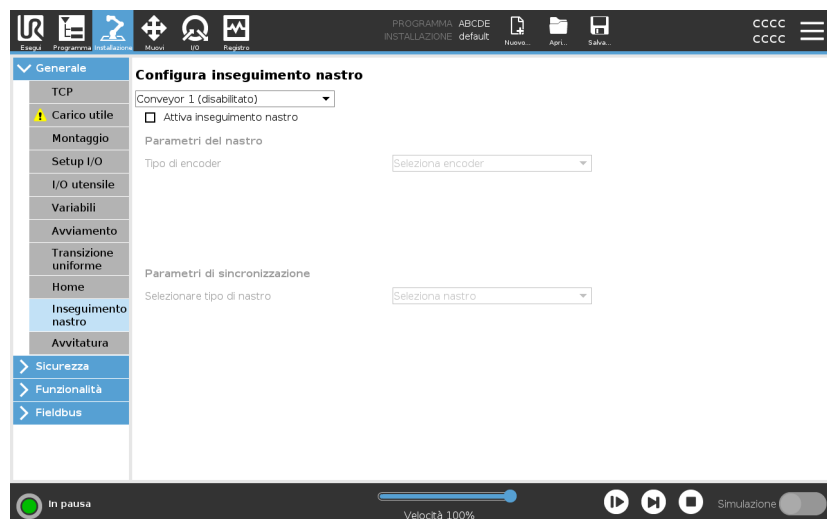 PROGRAMMA ABCDE
INSTALLAZIONE default
CCCC
CCCC
UR
Esegui
Programma
Installazione
Muovi
I/O
Registro
Nuovo...
Apri...
Salva...
Generale
TCP
Carico utile
Montaggio
Setup I/O
I/O utensile
Variabili
Avviamento
Transizione
uniforme
Home
Inseguimento
nastro
Avvitatura
Sicurezza
Funzionalità
Fieldbus
Configura inseguimento nastro
Conveyor 1 (disabilitato)
Attiva inseguimento nastro
Parametri del nastro
Tipo di encoder
Seleziona encoder
Parametri di sincronizzazione
Selezionare tipo di nastro
Seleziona nastro
In pausa
Velocità 100%
Simulazione